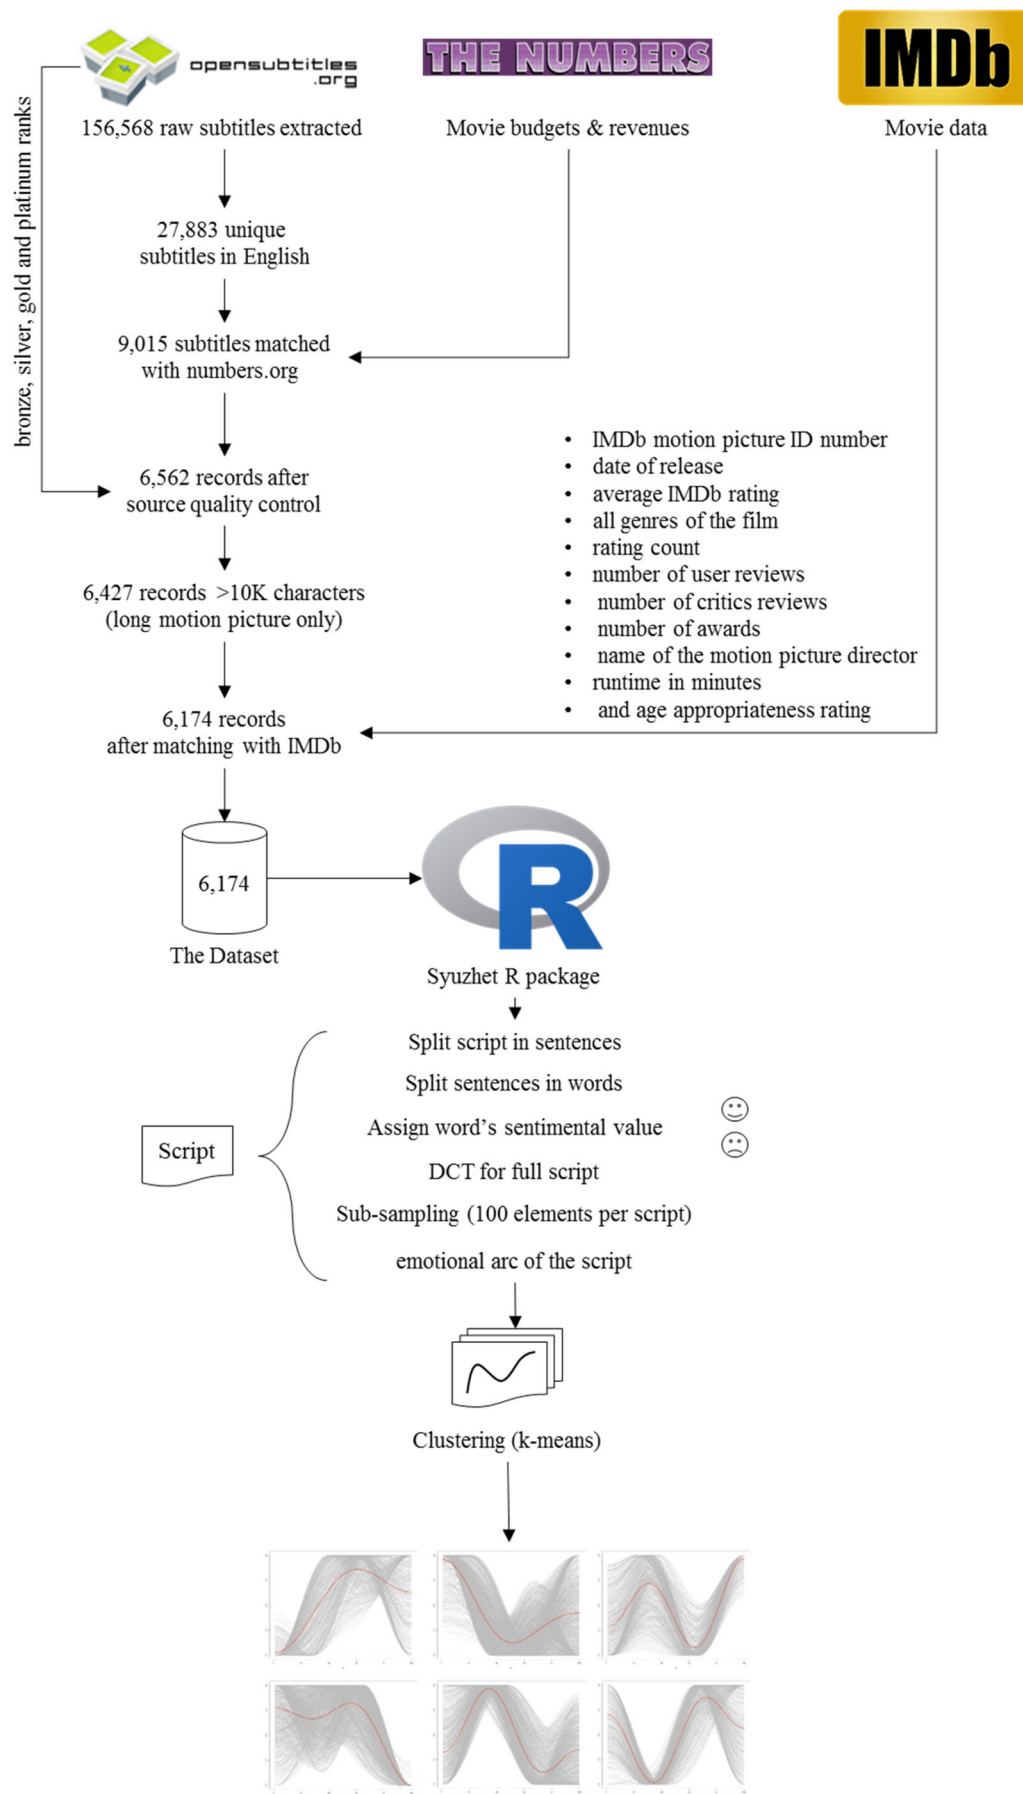 opensubtitles
.org
THE NUMBERS
IMDb
156,568 raw subtitles extracted
Movie budgets & revenues
Movie data
bronze, silver, gold and platinum ranks
27,883 unique
subtitles in English
9,015 subtitles matched
with numbers.org
6,562 records after
source quality control
6,427 records >10K characters
(long motion picture only)
6,174 records
after matching with IMDb
• IMDb motion picture ID number
• date of release
• average IMDb rating
• all genres of the film
• rating count
• number of user reviews
• number of critics reviews
• number of awards
• name of the motion picture director
• runtime in minutes
• and age appropriateness rating
6,174
The Dataset
R
Syuzhet R package
Script
Split script in sentences
Split sentences in words
Assign word's sentimental value
DCT for full script
Sub-sampling (100 elements per script)
emotional arc of the script
Clustering (k-means)